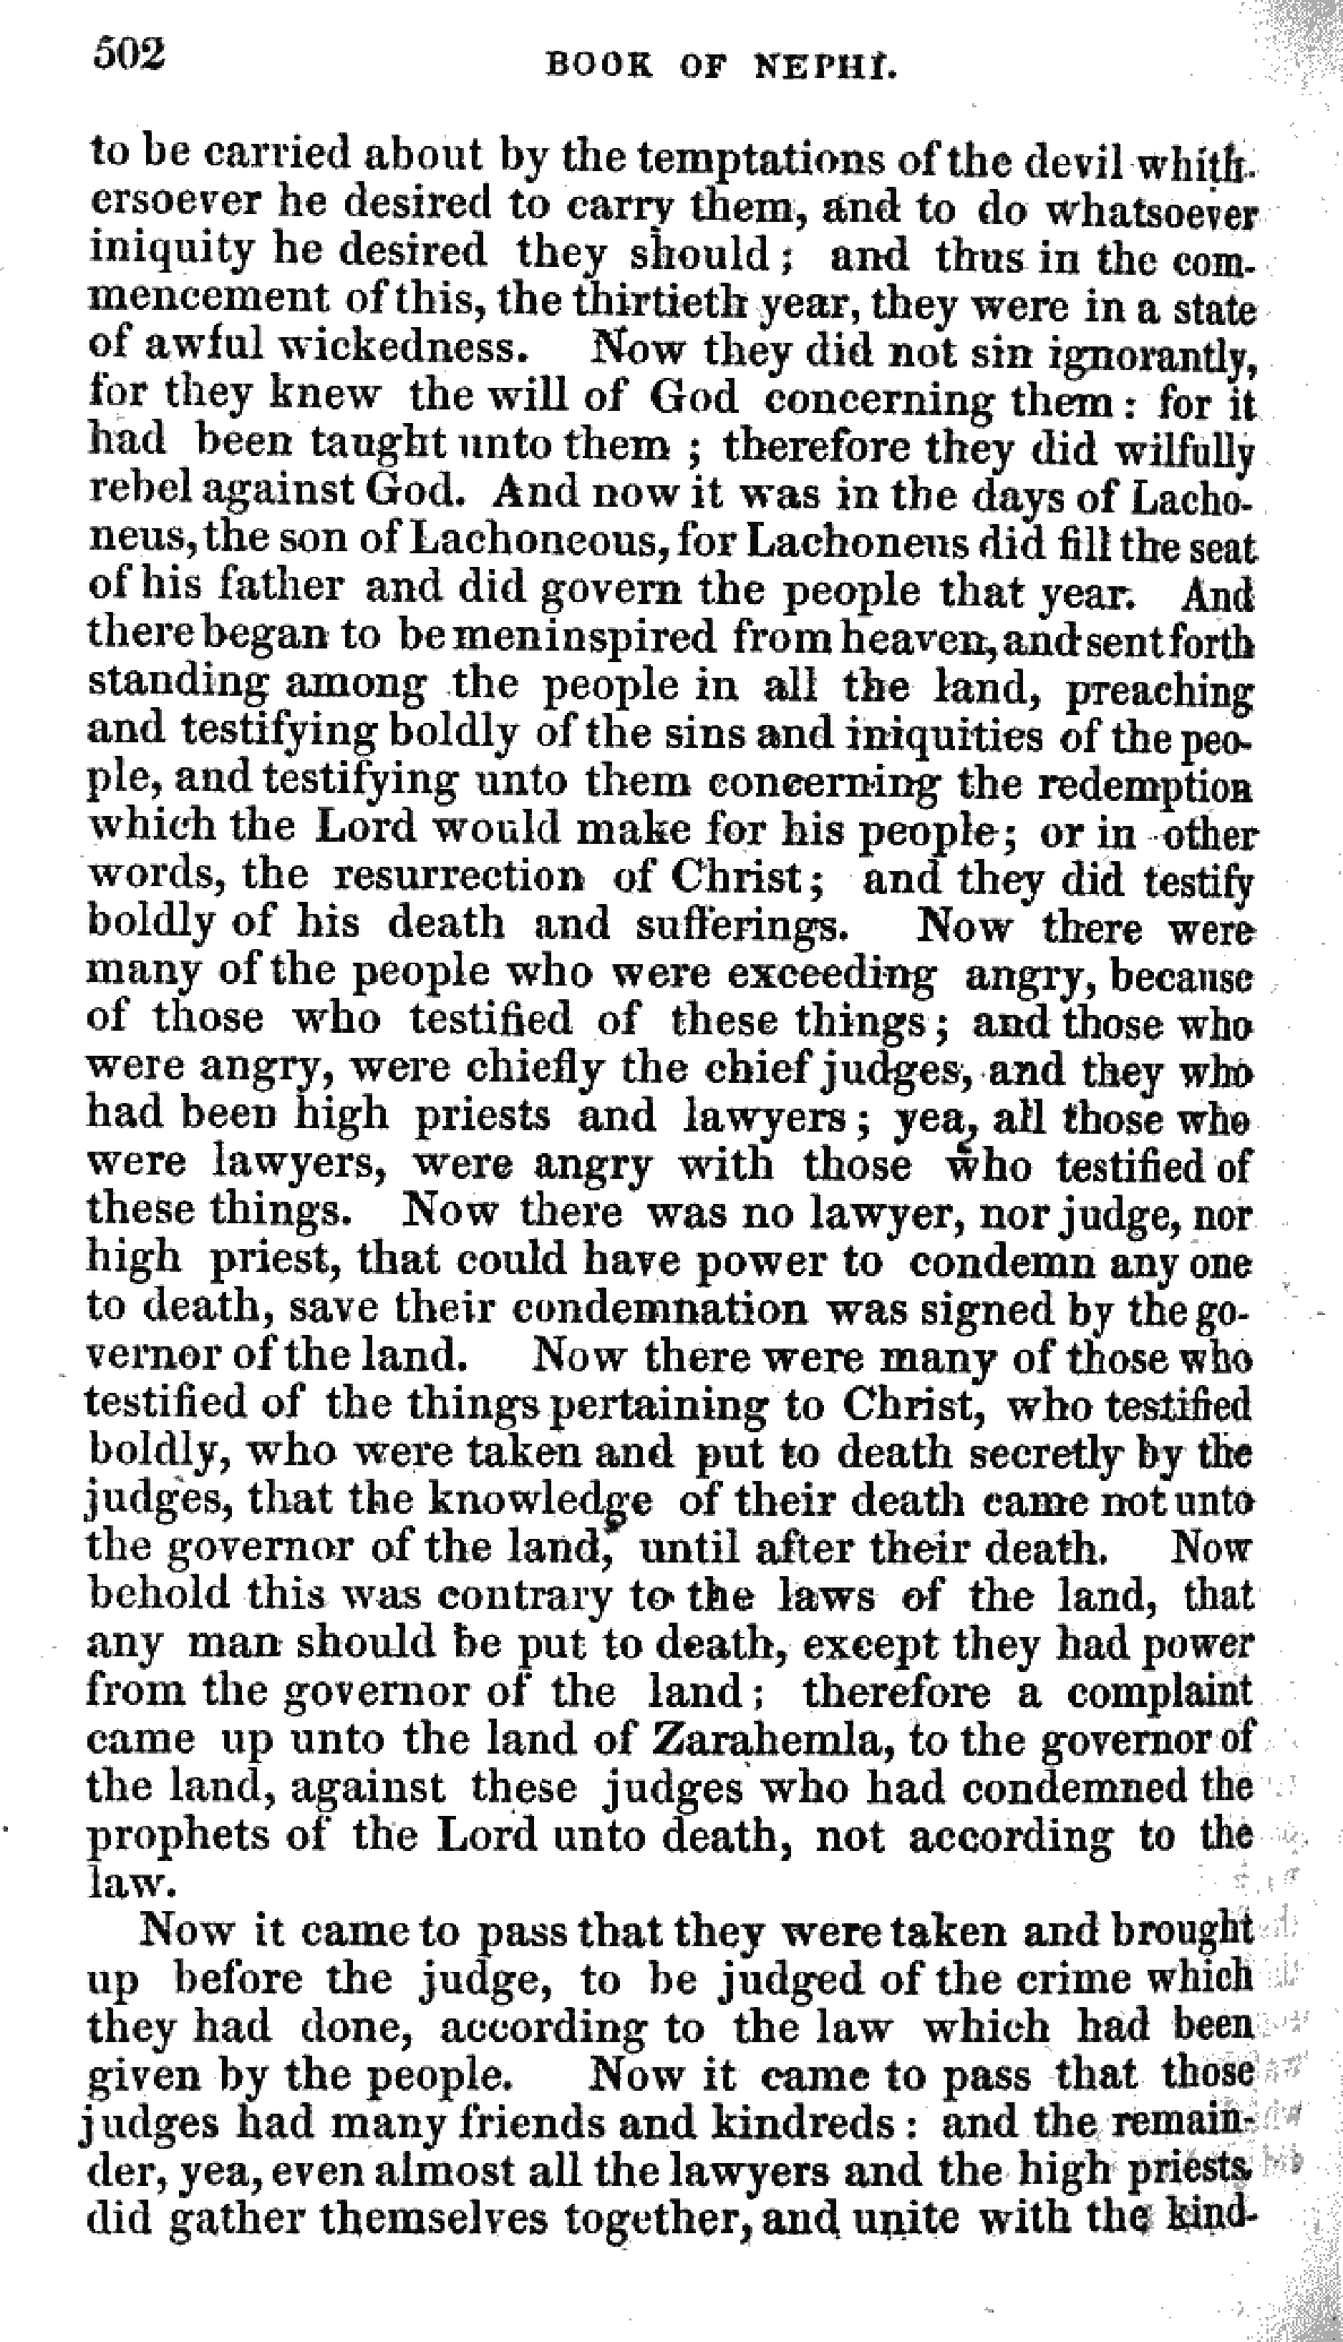 502
BOOK OF NEPHI.
to be carried about by the temptations of the devil whith-
ersoever he desired to carry them, and to do whatsoever
iniquity he desired they should; and thus in the com-
mencement of this, the thirtieth year, they were in a state
of awful wickedness. Now they did not sin ignorantly,
for they knew the will of God concerning them: for it
had been taught unto them ; therefore they did wilfully
rebel against God. And now it was in the days of Lacho-
neus, the son of Lachoneous, for Lachoneus did fill the seat
of his father and did govern the people that year. And
there began to be men inspired from heaven, and sent forth
standing among the people in all the land, preaching
and testifying boldly of the sins and iniquities of the peo-
ple, and testifying unto them concerning the redemption
which the Lord would make for his people; or in other
words, the resurrection of Christ; and they did testify
boldly of his death and sufferings. Now there were
many of the people who were exceeding angry, because
of those who testified of these things; and those who
were angry, were chiefly the chief judges, and they who
had been high priests and lawyers; yea, all those who
were lawyers, were angry with those who testified of
these things. Now there was no lawyer, nor judge, nor
high priest, that could have power to condemn any one
to death, save their condemnation was signed by the go-
vernor of the land. Now there were many of those who
testified of the things pertaining to Christ, who testified
boldly, who were taken and put to death secretly by the
judges, that the knowledge of their death came not unto
the governor of the land, until after their death. Now
behold this was contrary to the laws of the land, that
any man should be put to death, except they had power
from the governor of the land; therefore a complaint
came up unto the land of Zarahemla, to the governor of
the land, against these judges who had condemned the
prophets of the Lord unto death, not according to the
law.
Now it came to pass that they were taken and brought
up before the judge, to be judged of the crime which
they had done, according to the law which had been
given by the people. Now it came to pass that those
judges had many friends and kindreds: and the remain-
der, yea, even almost all the lawyers and the high priests
did gather themselves together, and unite with the kind-